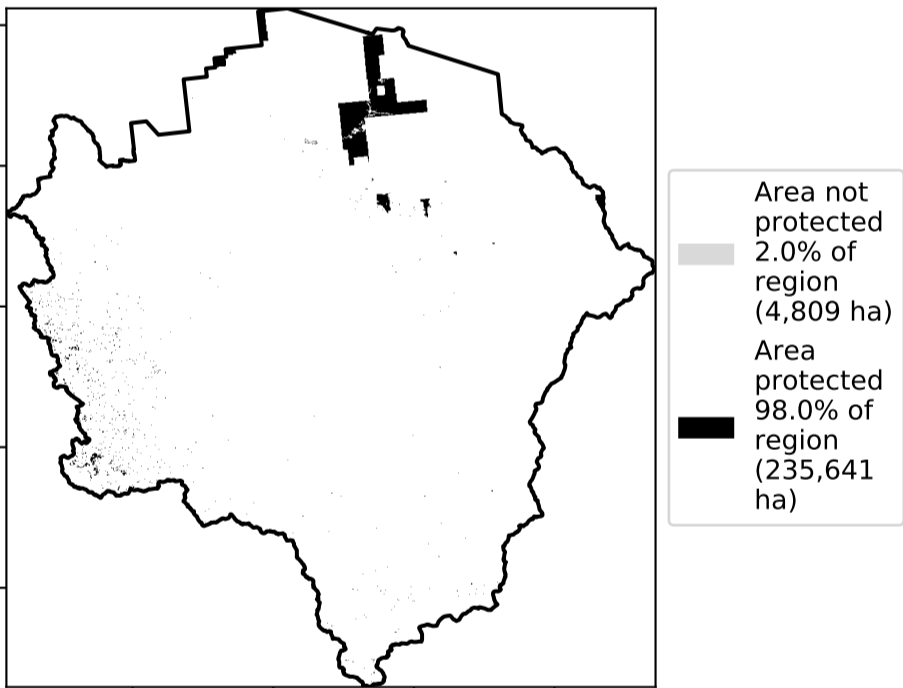 Area not
protected
2.0% of
region
(4,809 ha)
Area
protected
98.0% of
region
(235,641
ha)